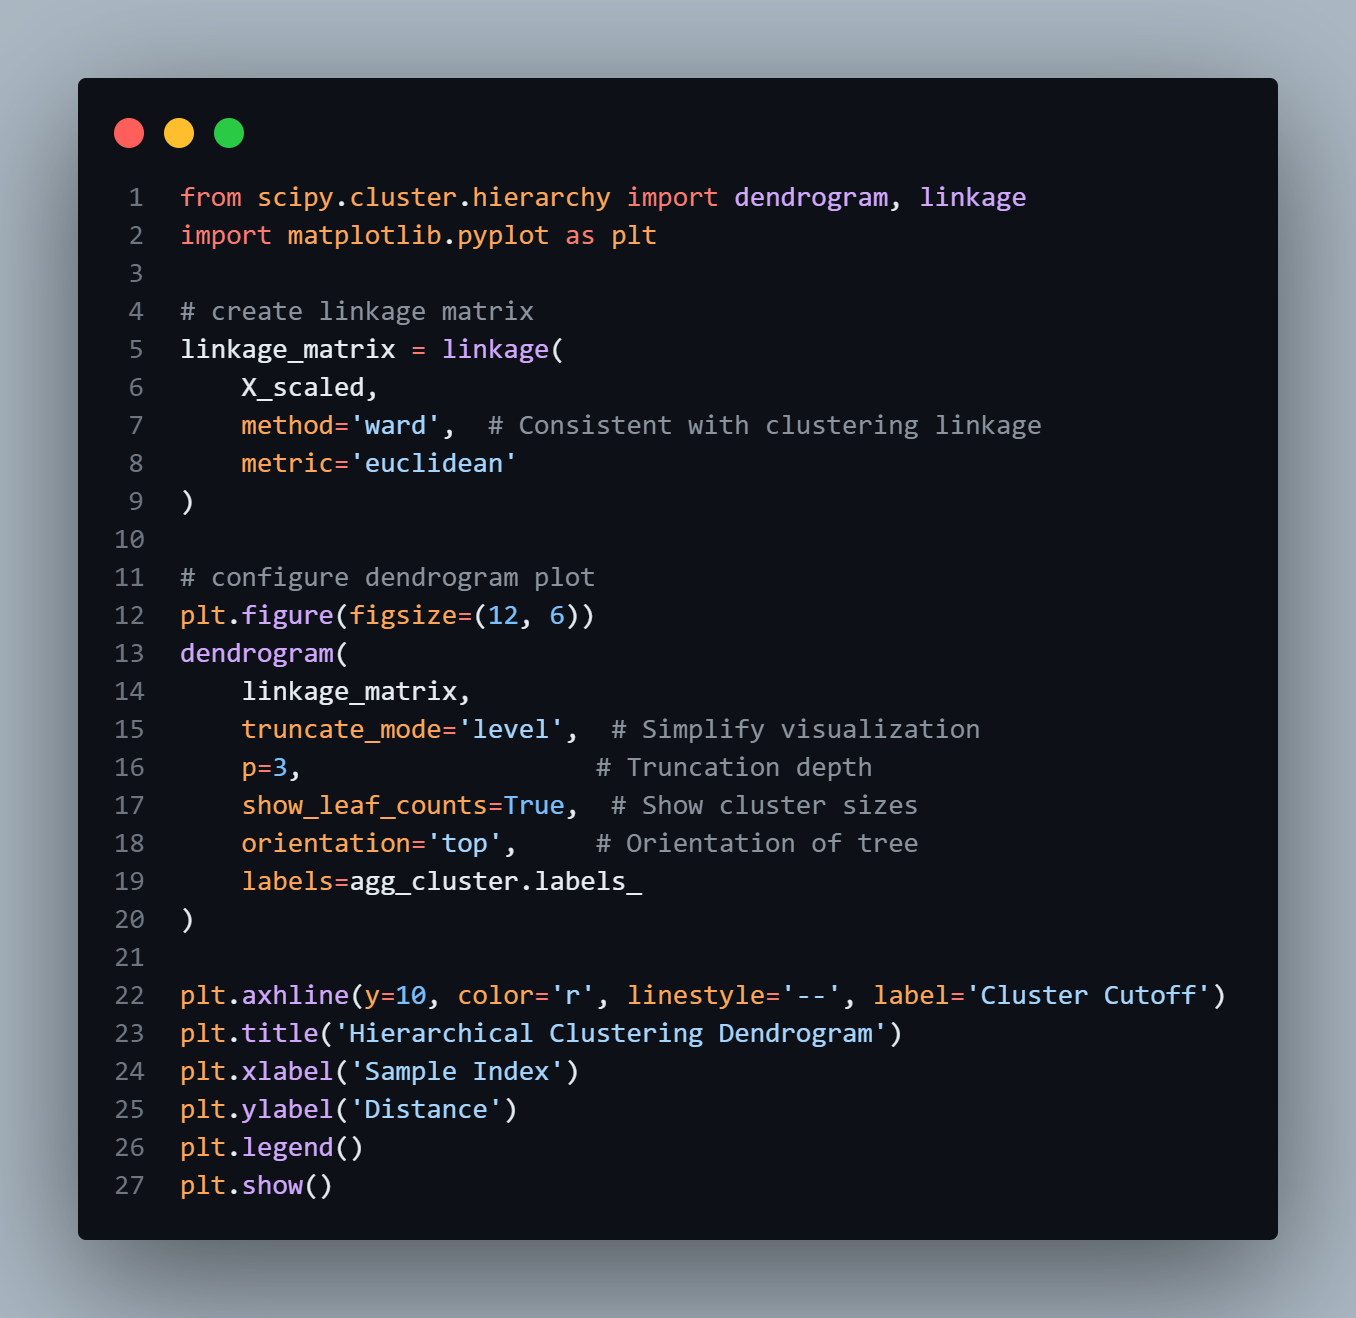 1 from scipy.cluster.hierarchy import dendrogram, linkage
2 import matplotlib.pyplot as plt
3
4 # create linkage matrix
5 linkage_matrix = linkage(
6     X_scaled,
7     method='ward',  # Consistent with clustering linkage
8     metric='euclidean'
9 )
10
11 # configure dendrogram plot
12 plt.figure(figsize=(12, 6))
13 dendrogram(
14     linkage_matrix,
15     truncate_mode='level',  # Simplify visualization
16     p=3,                   # Truncation depth
17     show_leaf_counts=True,  # Show cluster sizes
18     orientation='top',     # Orientation of tree
19     labels=agg_cluster.labels_
20 )
21
22 plt.axhline(y=10, color='r', linestyle='--', label='Cluster Cutoff')
23 plt.title('Hierarchical Clustering Dendrogram')
24 plt.xlabel('Sample Index')
25 plt.ylabel('Distance')
26 plt.legend()
27 plt.show()